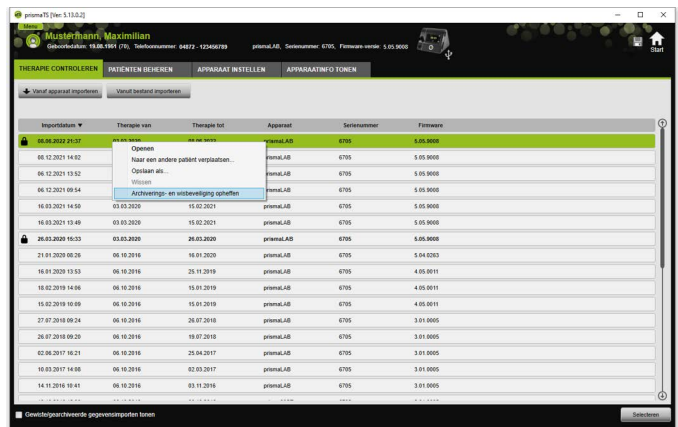 prismaTS [Ver: 5.13.0.2]
Menu
Mustermann, Maximilian
Geboortedatum: 19.08.1951 (70), Telefoonnummer: 04872 - 123456789 prismaLAB, Serienummer: 6705, Firmware-versie: 5.05.9008
Start
THERAPIE CONTROLEREN PATIËNTEN BEHEREN APPARAAT INSTELLEN APPARAATINFO TONEN
Vanaf apparaat importeren Vanuit bestand importeren
Importdatum ▼ Therapie van Therapie tot Apparaat Serienummer Firmware
08.06.2022 21:37 03.02.2020 08.06.2022 prismaLAB 6705 5.05.9008
Openen
08.12.2021 14:02 prismaLAB 6705 5.05.9008
Naar een andere patiënt verplaatsen...
06.12.2021 13:52 prismaLAB 6705 5.05.9008
Opslaan als...
Wissen
06.12.2021 09:54 prismaLAB 6705 5.05.9008
Archiverings- en wisbeveiliging opheffen
16.03.2021 14:50 03.03.2020 15.02.2021 prismaLAB 6705 5.05.9008
16.03.2021 13:49 03.03.2020 15.02.2021 prismaLAB 6705 5.05.9008
26.03.2020 15:33 03.03.2020 26.03.2020 prismaLAB 6705 5.05.9008
21.01.2020 08:26 06.10.2016 16.01.2020 prismaLAB 6705 5.04.0263
16.01.2020 13:53 06.10.2016 25.11.2019 prismaLAB 6705 4.05.0011
18.02.2019 14:06 06.10.2016 15.01.2019 prismaLAB 6705 4.05.0011
15.02.2019 10:09 06.10.2016 15.01.2019 prismaLAB 6705 4.05.0011
27.07.2018 09:24 06.10.2016 26.07.2018 prismaLAB 6705 3.01.0005
26.07.2018 09:20 06.10.2016 19.07.2018 prismaLAB 6705 3.01.0005
02.06.2017 16:21 06.10.2016 25.04.2017 prismaLAB 6705 3.01.0005
10.03.2017 14:08 06.10.2016 02.03.2017 prismaLAB 6705 3.01.0005
14.11.2016 10:41 06.10.2016 03.11.2016 prismaLAB 6705 3.01.0005
Gewiste/gearchiveerde gegevensimporten tonen Selecteren